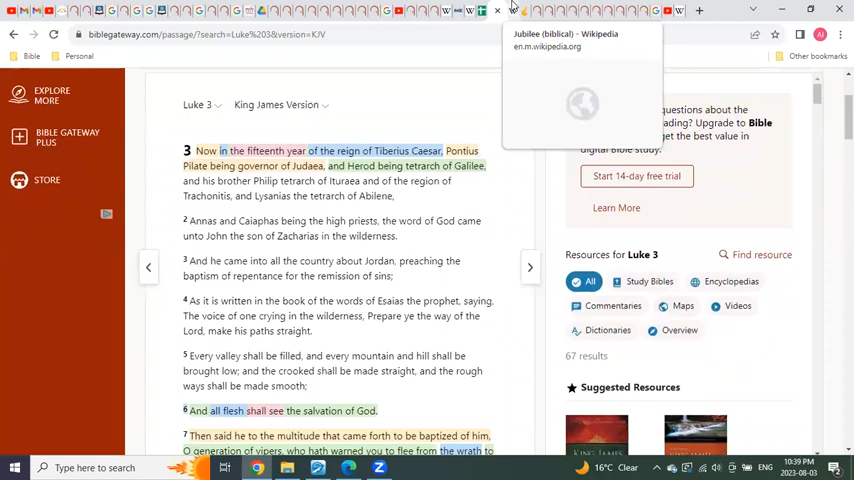 Jubilee (biblical) - Wikipedia
en.m.wikipedia.org
biblegateway.com/passage/?search=Luke%203&version=KJV
Bible
Personal
Other bookmarks
EXPLORE
MORE
BIBLE GATEWAY
PLUS
STORE
Luke 3
King James Version
3 Now in the fifteenth year of the reign of Tiberius Caesar, Pontius
Pilate being governor of Judaea, and Herod being tetrarch of Galilee,
and his brother Philip tetrarch of Ituraea and of the region of
Trachonitis, and Lysanias the tetrarch of Abilene,
2 Annas and Caiaphas being the high priests, the word of God came
unto John the son of Zacharias in the wilderness.
3 And he came into all the country about Jordan, preaching the
baptism of repentance for the remission of sins;
4 As it is written in the book of the words of Esaias the prophet, saying,
The voice of one crying in the wilderness, Prepare ye the way of the
Lord, make his paths straight.
5 Every valley shall be filled, and every mountain and hill shall be
brought low; and the crooked shall be made straight, and the rough
ways shall be made smooth;
6 And all flesh shall see the salvation of God.
7 Then said he to the multitude that came forth to be baptized of him,
O generation of vipers, who hath warned you to flee from the wrath to
questions about the
ading? Upgrade to Bible
et the best value in
digital Bible study.
Start 14-day free trial
Learn More
Resources for Luke 3
Find resource
All
Study Bibles
Encyclopedias
Commentaries
Maps
Videos
Dictionaries
Overview
67 results
Suggested Resources
Type here to search
16°C Clear
ENG
10:39 PM
2023-08-03